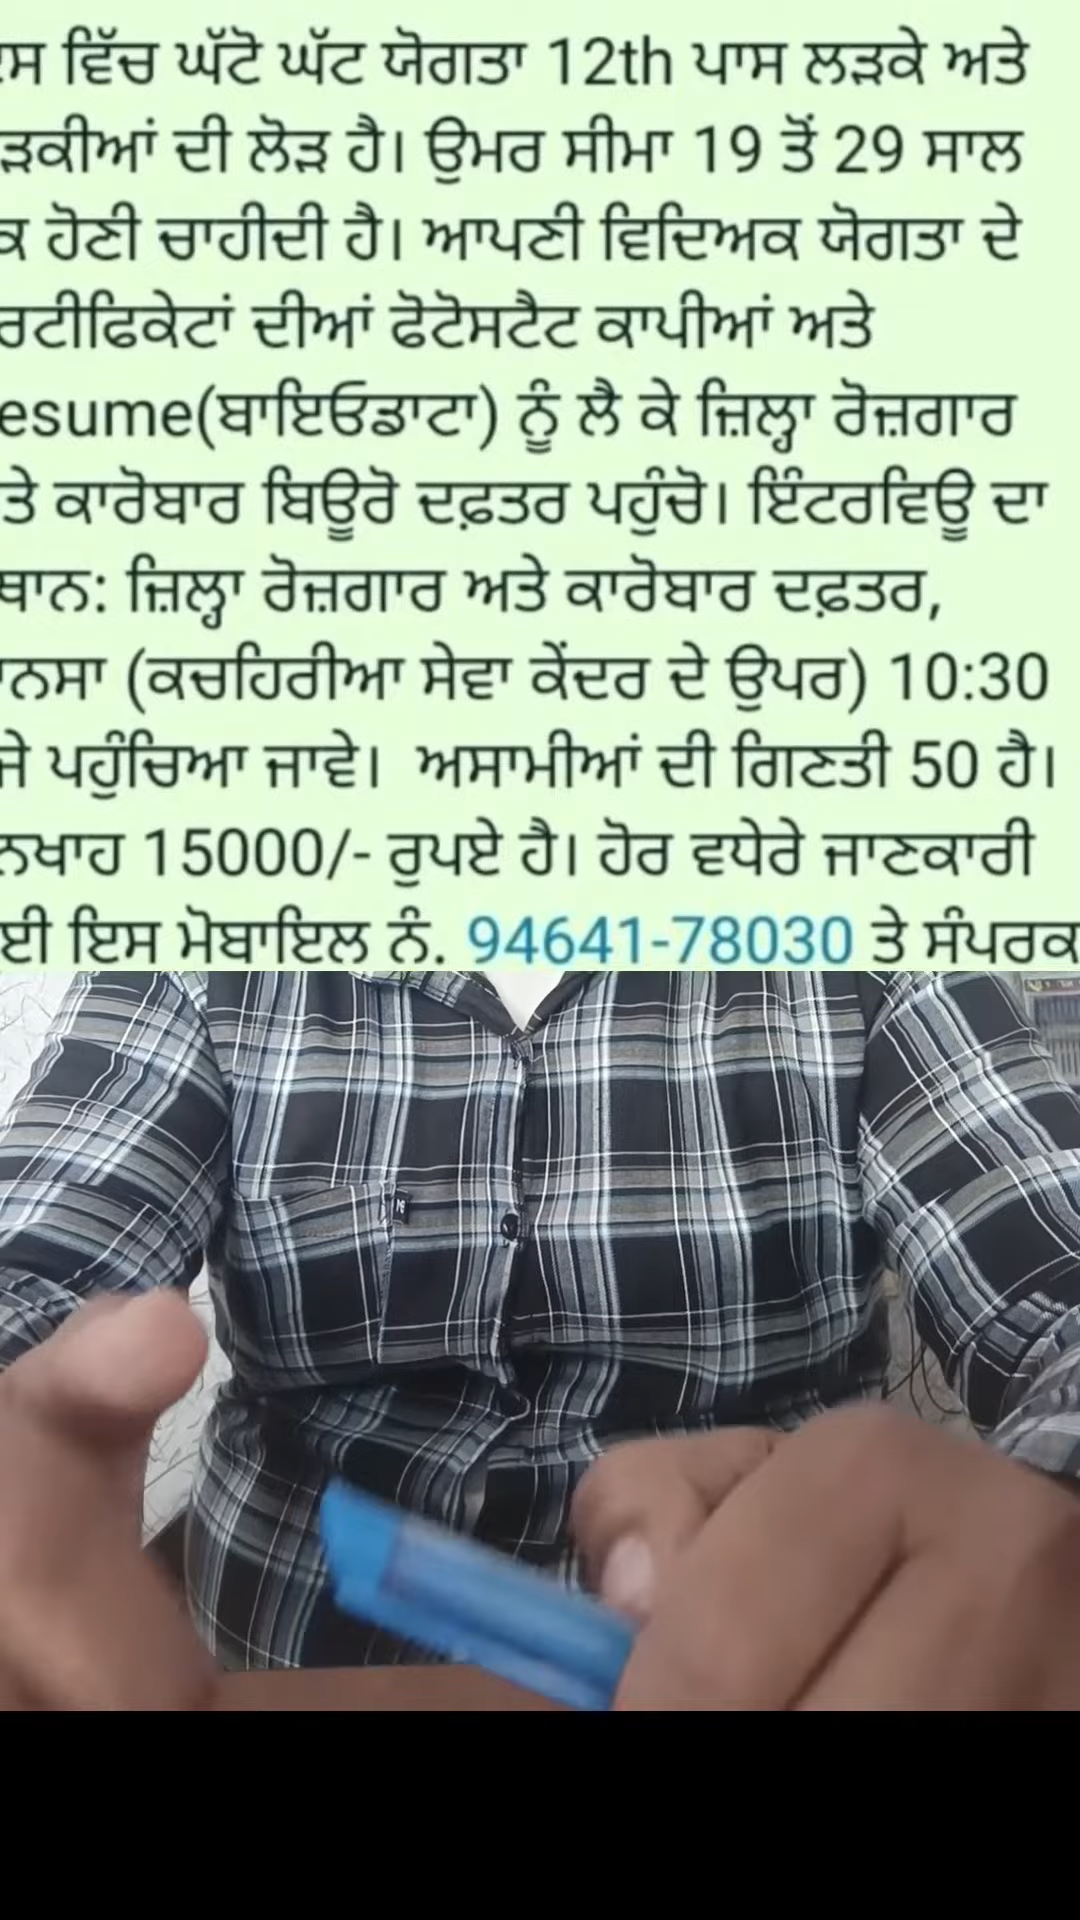 ਵਿੱਚ ਘੱਟੋ ਘੱਟ ਯੋਗਤਾ 12th ਪਾਸ ਲੜਕੇ ਅਤੇ
ਦੀ ਲੋੜ ਹੈ। ਉਮਰ ਸੀਮਾ 19 ਤੋਂ 29 ਸਾਲ
ਹੋਣੀ ਚਾਹੀਦੀ ਹੈ। ਆਪਣੀ ਵਿਦਿਅਕ ਯੋਗਤਾ ਦੇ
ਦੀਆਂ ਫੋਟੋਸਟੈਟ ਕਾਪੀਆਂ ਅਤੇ
esume(ਬਾਇਓਡਾਟਾ) ਨੂੰ ਲੈ ਕੇ ਜ਼ਿਲ੍ਹਾ ਰੋਜ਼ਗਾਰ
ਤੇ ਕਾਰੋਬਾਰ ਬਿਊਰੋ ਦਫ਼ਤਰ ਪਹੁੰਚੋ। ਇੰਟਰਵਿਊ ਦਾ
ਥਾਨ: ਜ਼ਿਲ੍ਹਾ ਰੋਜ਼ਗਾਰ ਅਤੇ ਕਾਰੋਬਾਰ ਦਫ਼ਤਰ,
ਾਨਸਾ (ਕਚਹਿਰੀਆ ਸੇਵਾ ਕੇਂਦਰ ਦੇ ਉਪਰ) 10:30
ਜੇ ਪਹੁੰਚਿਆ ਜਾਵੇ। ਅਸਾਮੀਆਂ ਦੀ ਗਿਣਤੀ 50 ਹੈ।
ਨਖਾਹ 15000/- ਰੁਪਏ ਹੈ। ਹੋਰ ਵਧੇਰੇ ਜਾਣਕਾਰੀ
ਈ ਇਸ ਮੋਬਾਇਲ ਨੰ. 94641-78030 ਤੇ ਸੰਪਰਕ